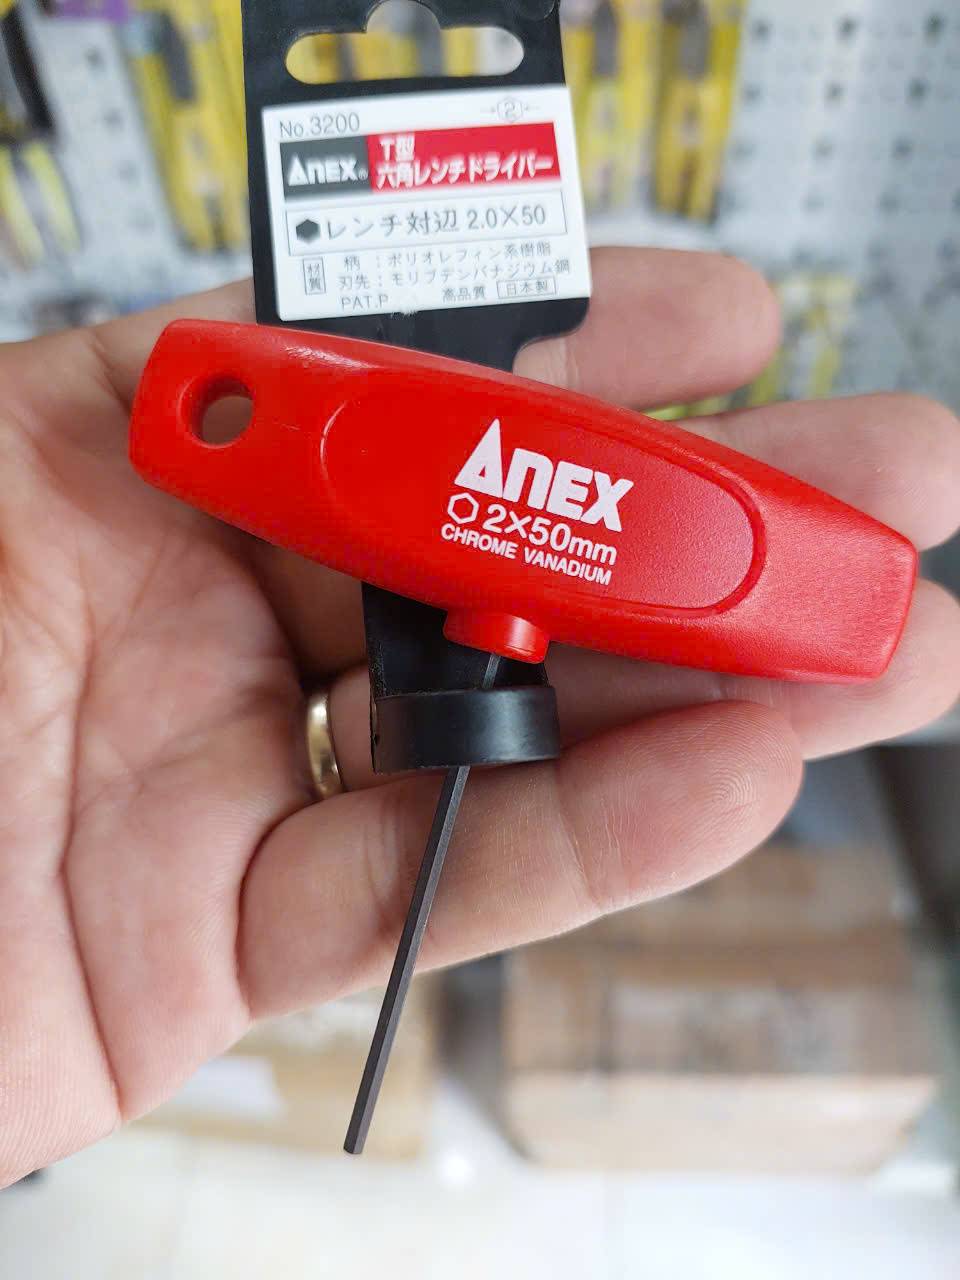 No.3200
2
ANEX® T型
六角レンチドライバー
レンチ対辺 2.0×50
材質
柄 : ポリオレフィン系樹脂
刃先 : モリブデンバナジウム鋼
PAT.P 高品質 日本製
ANEX
2×50mm
CHROME VANADIUM